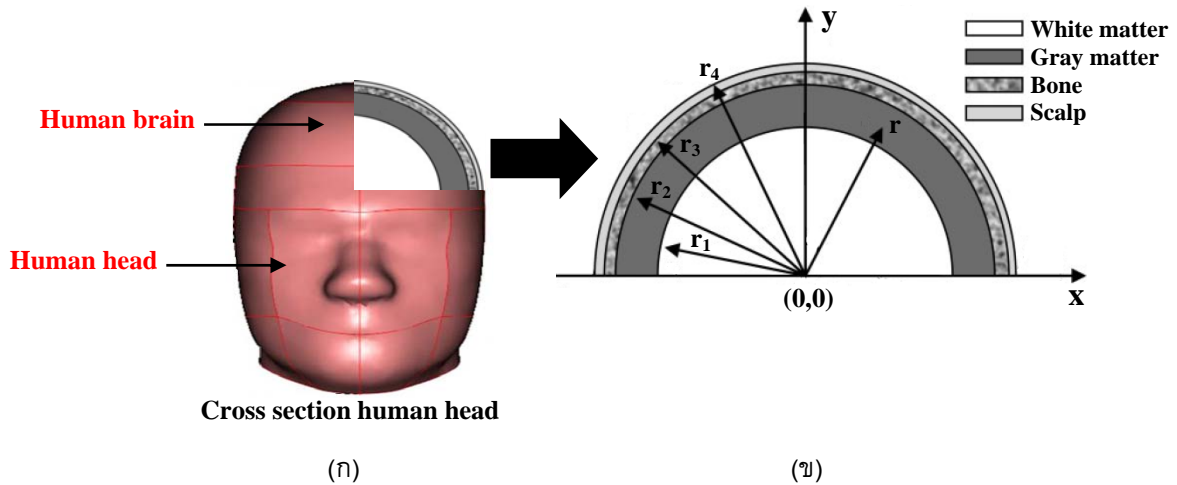 Human brain
Human head
Cross section human head
(ก)
y
White matter
Gray matter
Bone
Scalp
r4
r
r3
r2
r1
(0,0)
x
(ข)